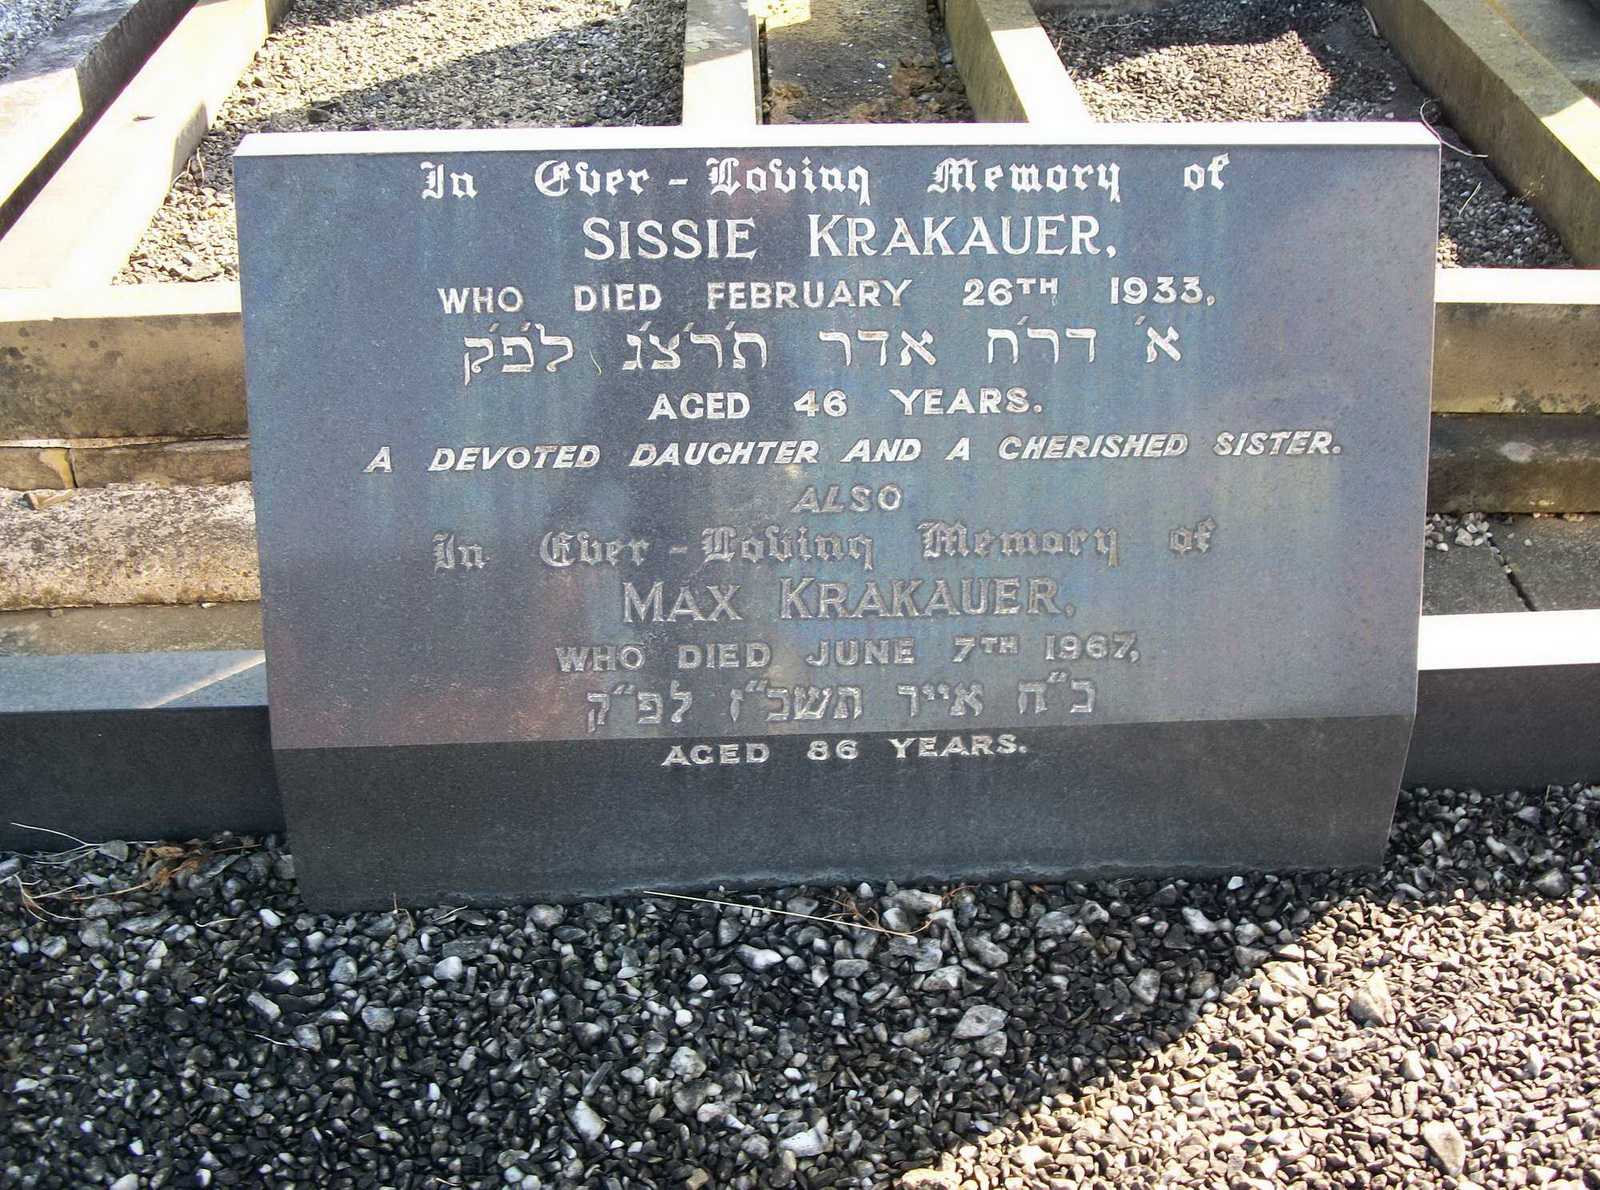 In Ever-Loving Memory of
SISSIE KRAKAUER,
WHO DIED FEBRUARY 26TH 1933,
א' דר'ח אדר ת'ר'צ'ג לפ'ק
AGED 46 YEARS.
A DEVOTED DAUGHTER AND A CHERISHED SISTER.
ALSO
In Ever-Loving Memory of
MAX KRAKAUER,
WHO DIED JUNE 7TH 1967,
כ״ח אייר תשכ״ז לפ״ק
AGED 86 YEARS.